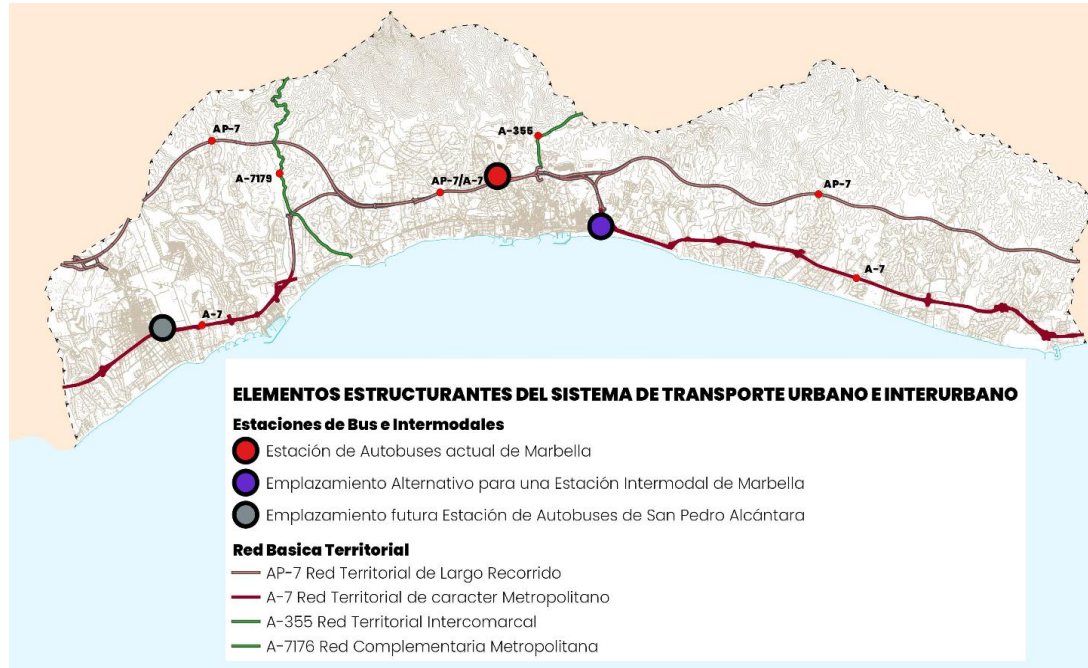 AP-7
A-355
A-7179
AP-7/A-7
AP-7
A-7
A-7
ELEMENTOS ESTRUCTURANTES DEL SISTEMA DE TRANSPORTE URBANO E INTERURBANO
Estaciones de Bus e Intermodales
Estación de Autobuses actual de Marbella
Emplazamiento Alternativo para una Estación Intermodal de Marbella
Emplazamiento futura Estación de Autobuses de San Pedro Alcántara
Red Basica Territorial
AP-7 Red Territorial de Largo Recorrido
A-7 Red Territorial de caracter Metropolitano
A-355 Red Territorial Intercomarcal
A-7176 Red Complementaria Metropolitana